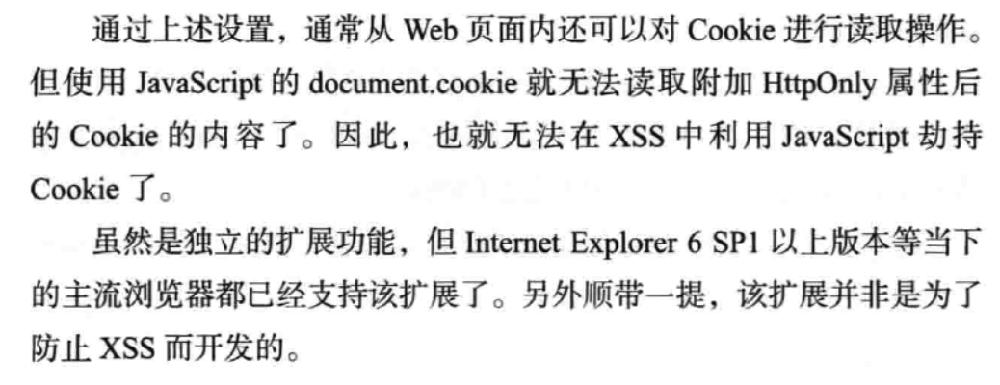 通过上述设置，通常从 Web 页面内还可以对 Cookie 进行读取操作。
但使用 JavaScript 的 document.cookie 就无法读取附加 HttpOnly 属性后
的 Cookie 的内容了。因此，也就无法在 XSS 中利用 JavaScript 劫持
Cookie 了。
虽然是独立的扩展功能，但 Internet Explorer 6 SP1 以上版本等当下
的主流浏览器都已经支持该扩展了。另外顺带一提，该扩展并非是为了
防止 XSS 而开发的。